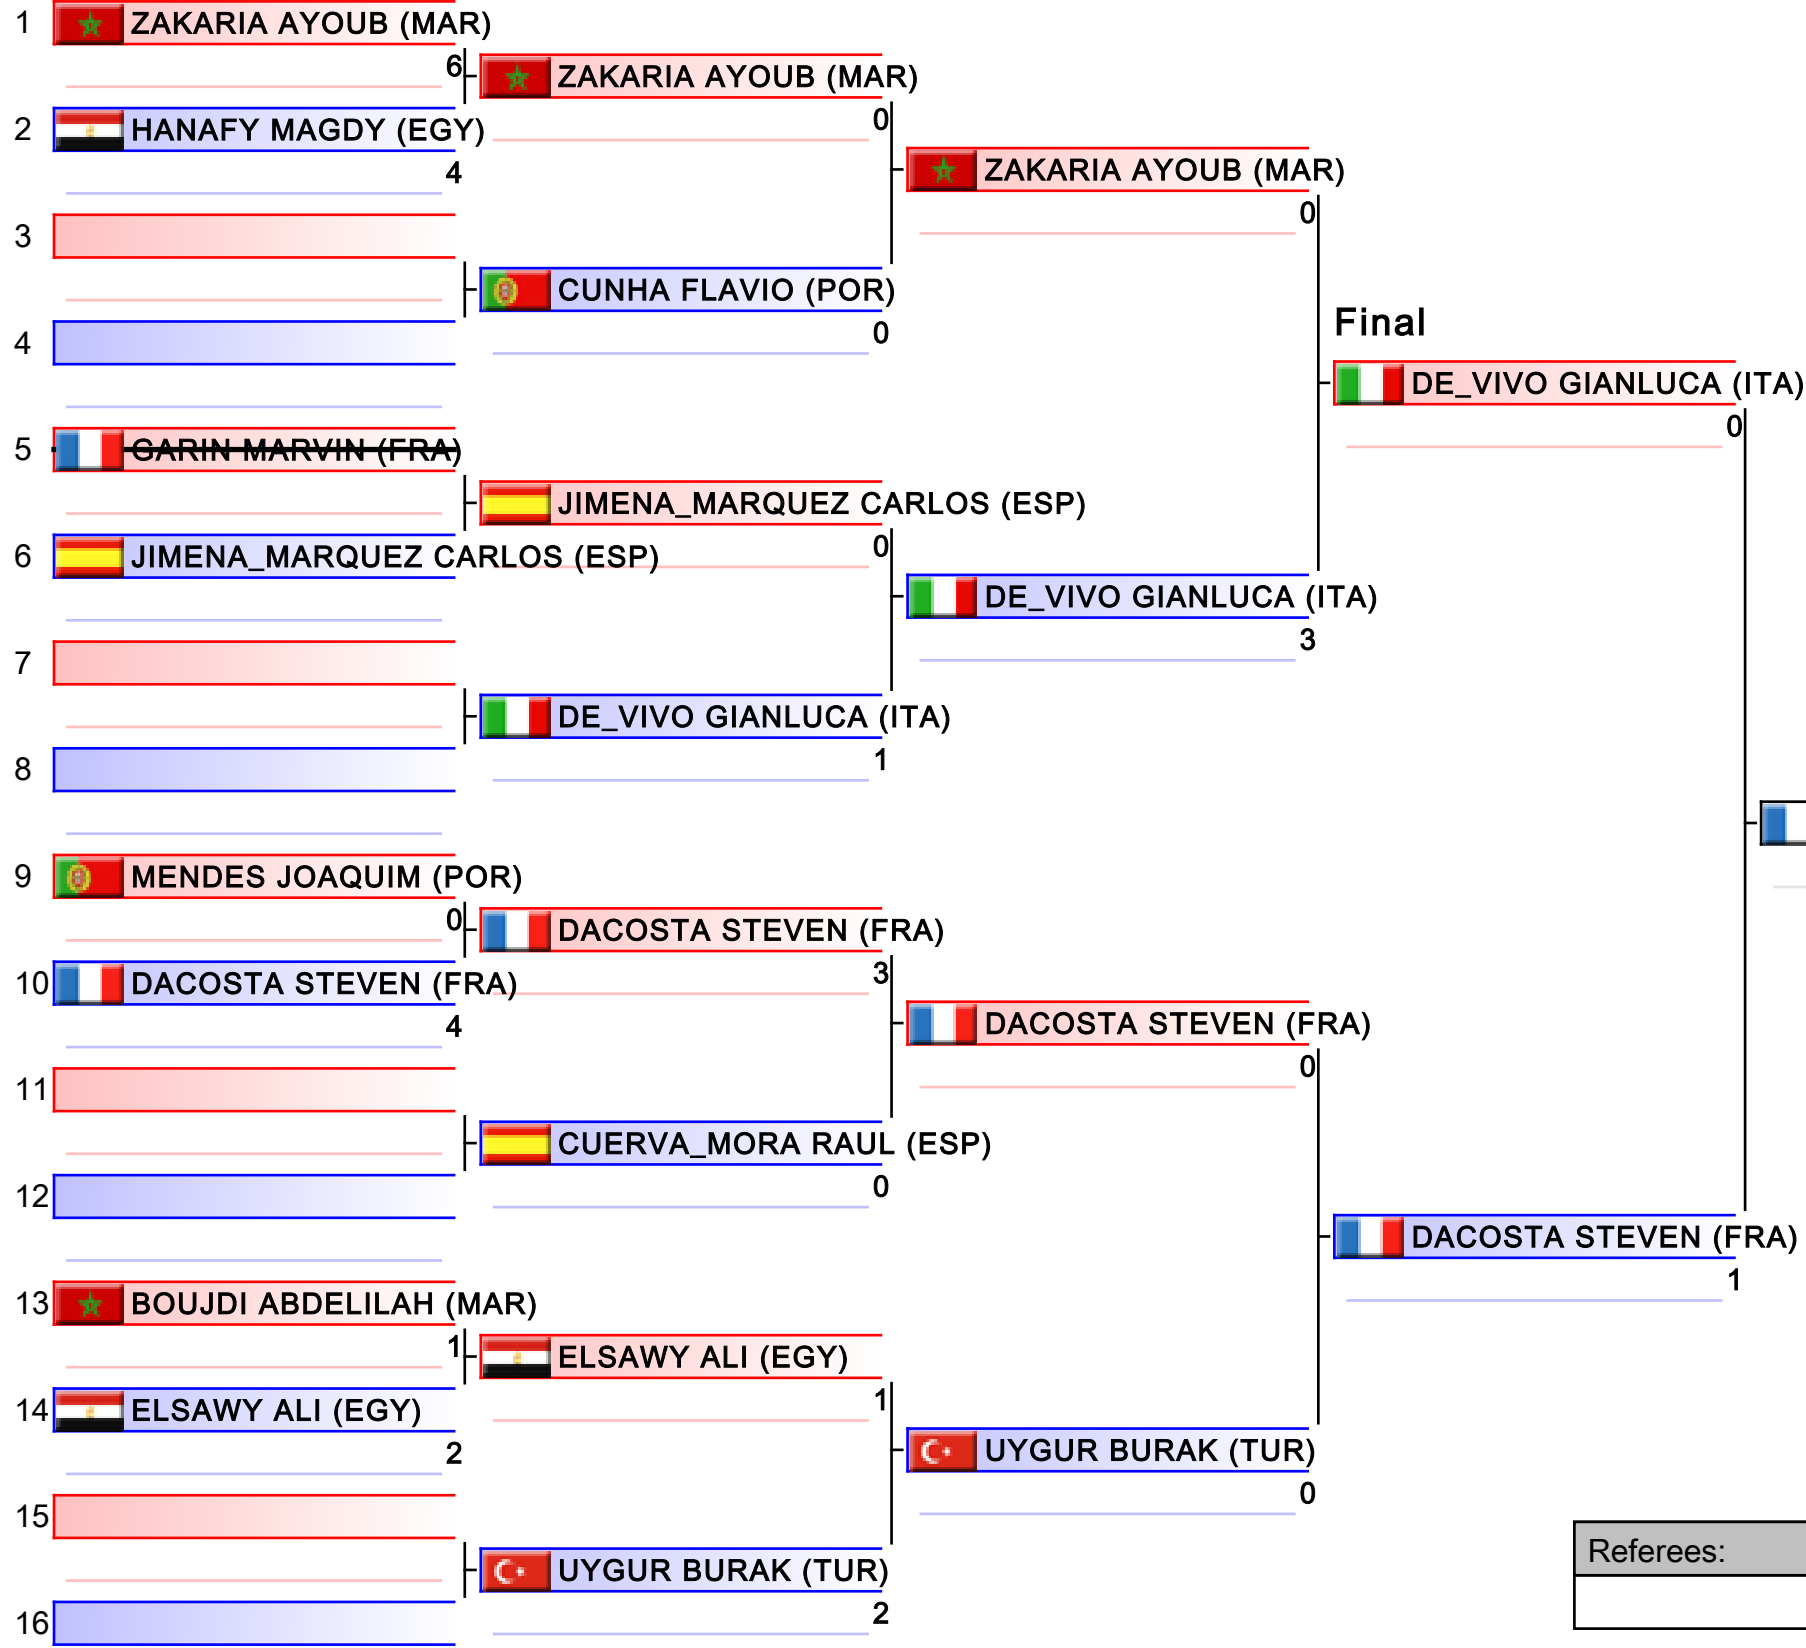 1 ZAKARIA AYOUB (MAR)
6
ZAKARIA AYOUB (MAR)
0
2 HANAFY MAGDY (EGY)
4
ZAKARIA AYOUB (MAR)
0
3
CUNHA FLAVIO (POR)
0
4
Final
DE_VIVO GIANLUCA (ITA)
0
5 GARIN MARVIN (FRA)
JIMENA_MARQUEZ CARLOS (ESP)
0
6 JIMENA_MARQUEZ CARLOS (ESP)
DE_VIVO GIANLUCA (ITA)
3
7
DE_VIVO GIANLUCA (ITA)
1
8
9 MENDES JOAQUIM (POR)
0
DACOSTA STEVEN (FRA)
3
10 DACOSTA STEVEN (FRA)
4
DACOSTA STEVEN (FRA)
0
11
CUERVA_MORA RAUL (ESP)
0
12
DACOSTA STEVEN (FRA)
1
13 BOUJDI ABDELILAH (MAR)
1
ELSAWY ALI (EGY)
1
14 ELSAWY ALI (EGY)
2
UYGUR BURAK (TUR)
0
15
UYGUR BURAK (TUR)
2
16
Referees: